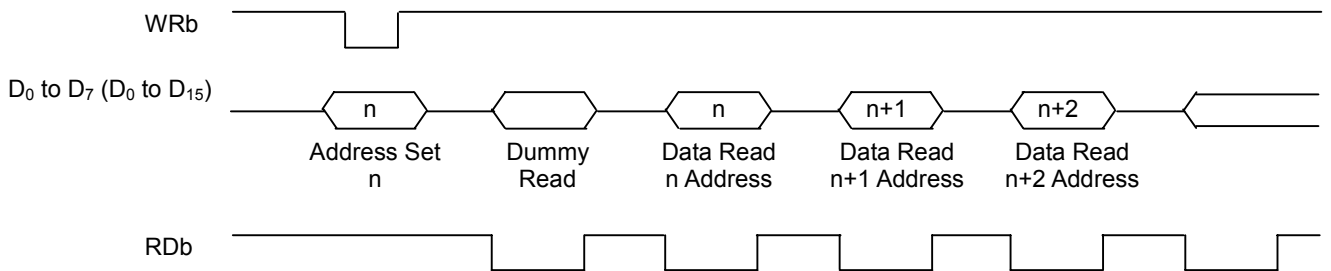 WRb
D₀ to D₇ (D₀ to D₁₅)
n n n+1 n+2
Address Set Dummy Data Read Data Read Data Read
n Read n Address n+1 Address n+2 Address
RDb